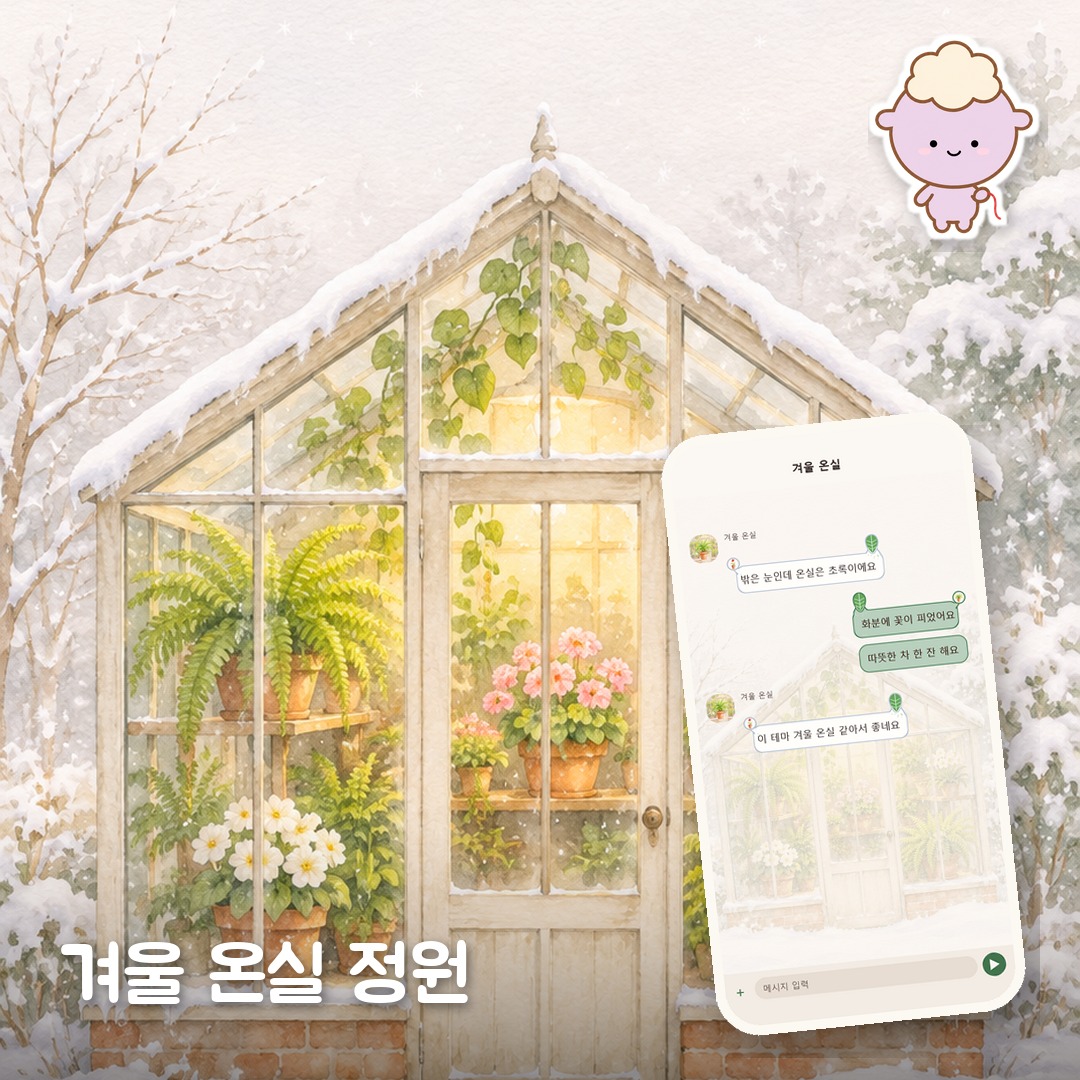 겨울 온실
겨울 온실
밖은 눈인데 온실은 초록이에요
화분에 꽃이 피었어요
따뜻한 차 한 잔 해요
겨울 온실
이 테마 겨울 온실 같아서 좋네요
겨울 온실 정원
+ 메시지 입력